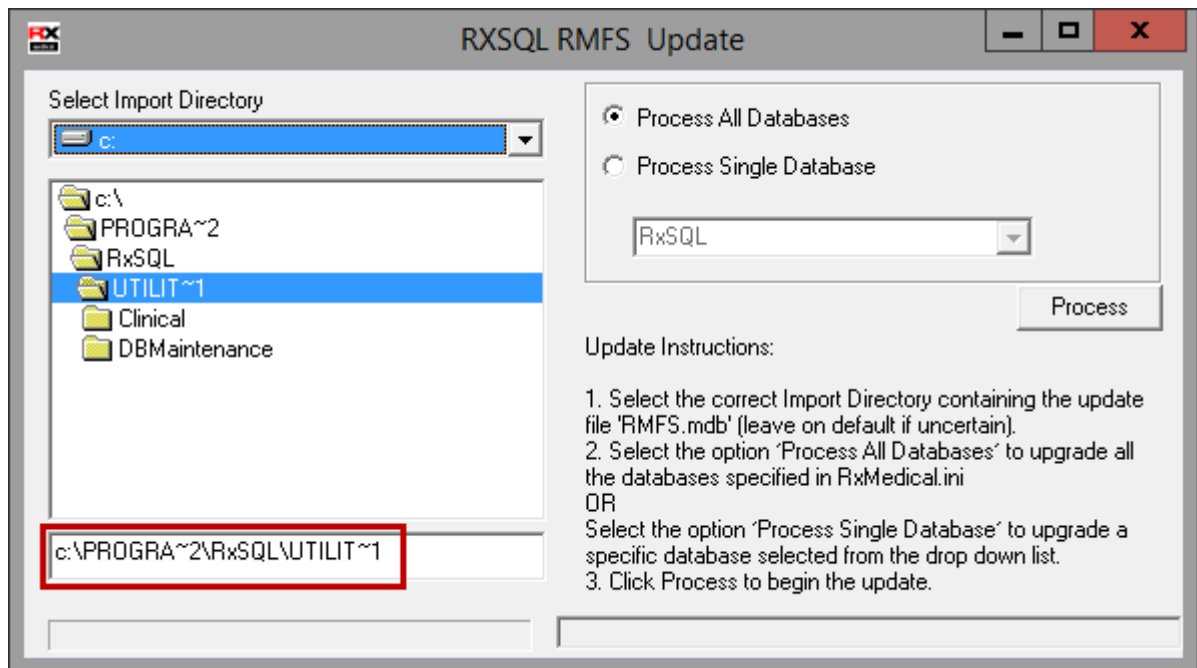 RX
RXSQL RMFS Update
Select Import Directory
c:
c:\
PROGRA~2
RxSQL
UTILIT~1
Clinical
DBMaintenance
c:\PROGRA~2\RxSQL\UTILIT~1
Process All Databases
Process Single Database
RxSQL
Process
Update Instructions:
1. Select the correct Import Directory containing the update
file 'RMFS.mdb' (leave on default if uncertain).
2. Select the option ´Process All Databases´ to upgrade all
the databases specified in RxMedical.ini
OR
Select the option ´Process Single Database´ to upgrade a
specific database selected from the drop down list.
3. Click Process to begin the update.